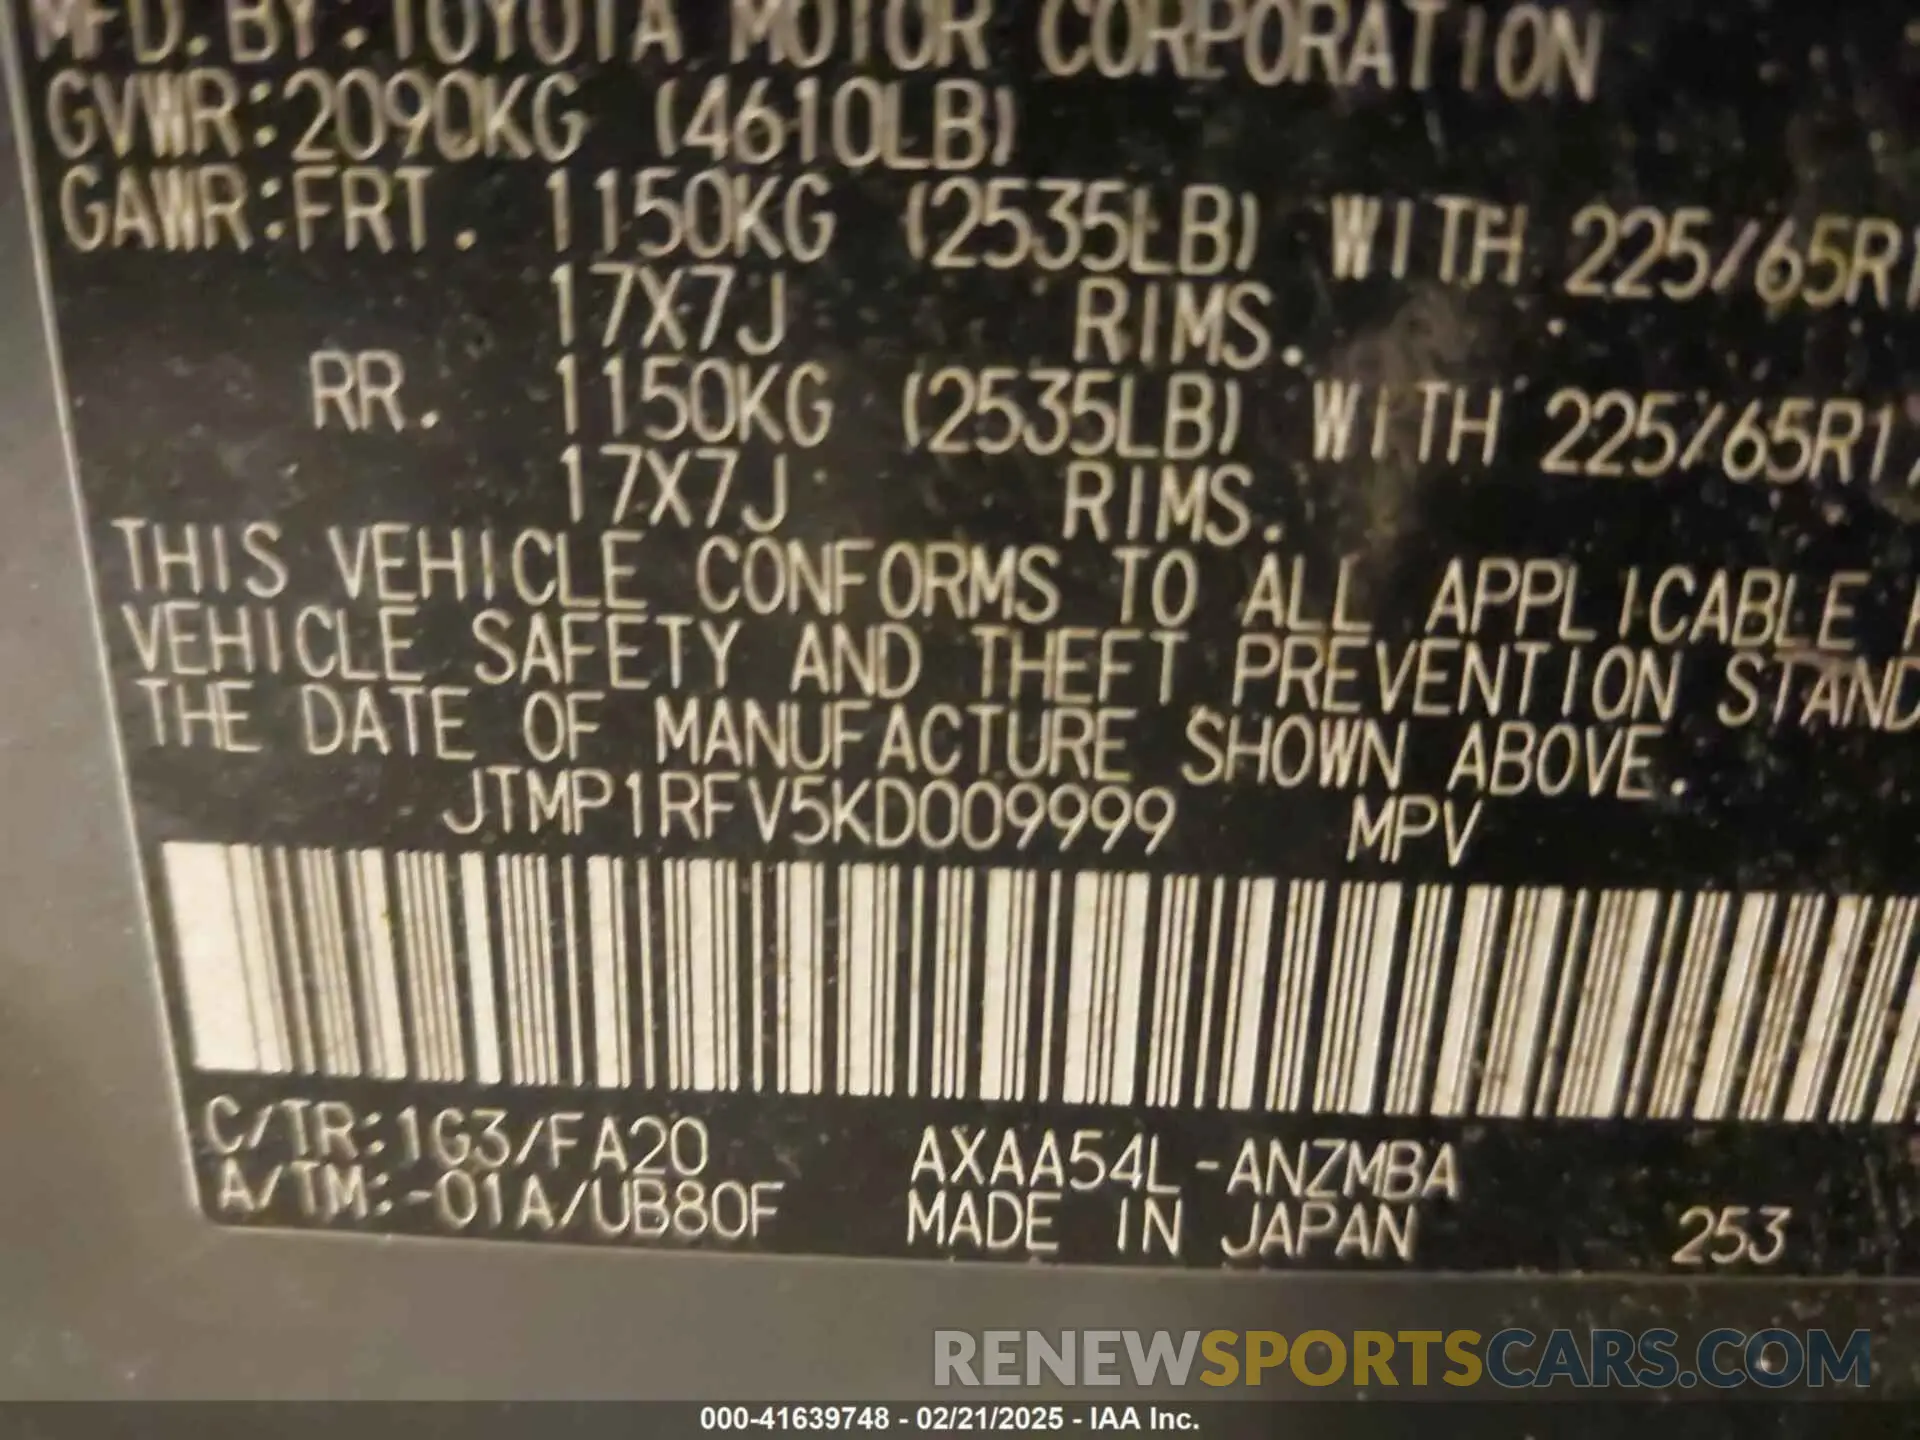 MFD. BY: TOYOTA MOTOR CORPORATION
GVWR:2090KG (4610LB)
GAWR:FRT. 1150KG (2535LB) WITH 225/65R1
17X7J RIMS.
RR. 1150KG (2535LB) WITH 225/65R17
17X7J RIMS.
THIS VEHICLE CONFORMS TO ALL APPLICABLE
VEHICLE SAFETY AND THEFT PREVENTION STAND
THE DATE OF MANUFACTURE SHOWN ABOVE.
JTMP1RFV5KD009999 MPV
C/TR:1G3/FA20 AXAA54L-ANZMBA
A/TM:-01A/UB80F MADE IN JAPAN 253
RENEWSPORTSCARS.COM
000-41639748 - 02/21/2025 - IAA Inc.